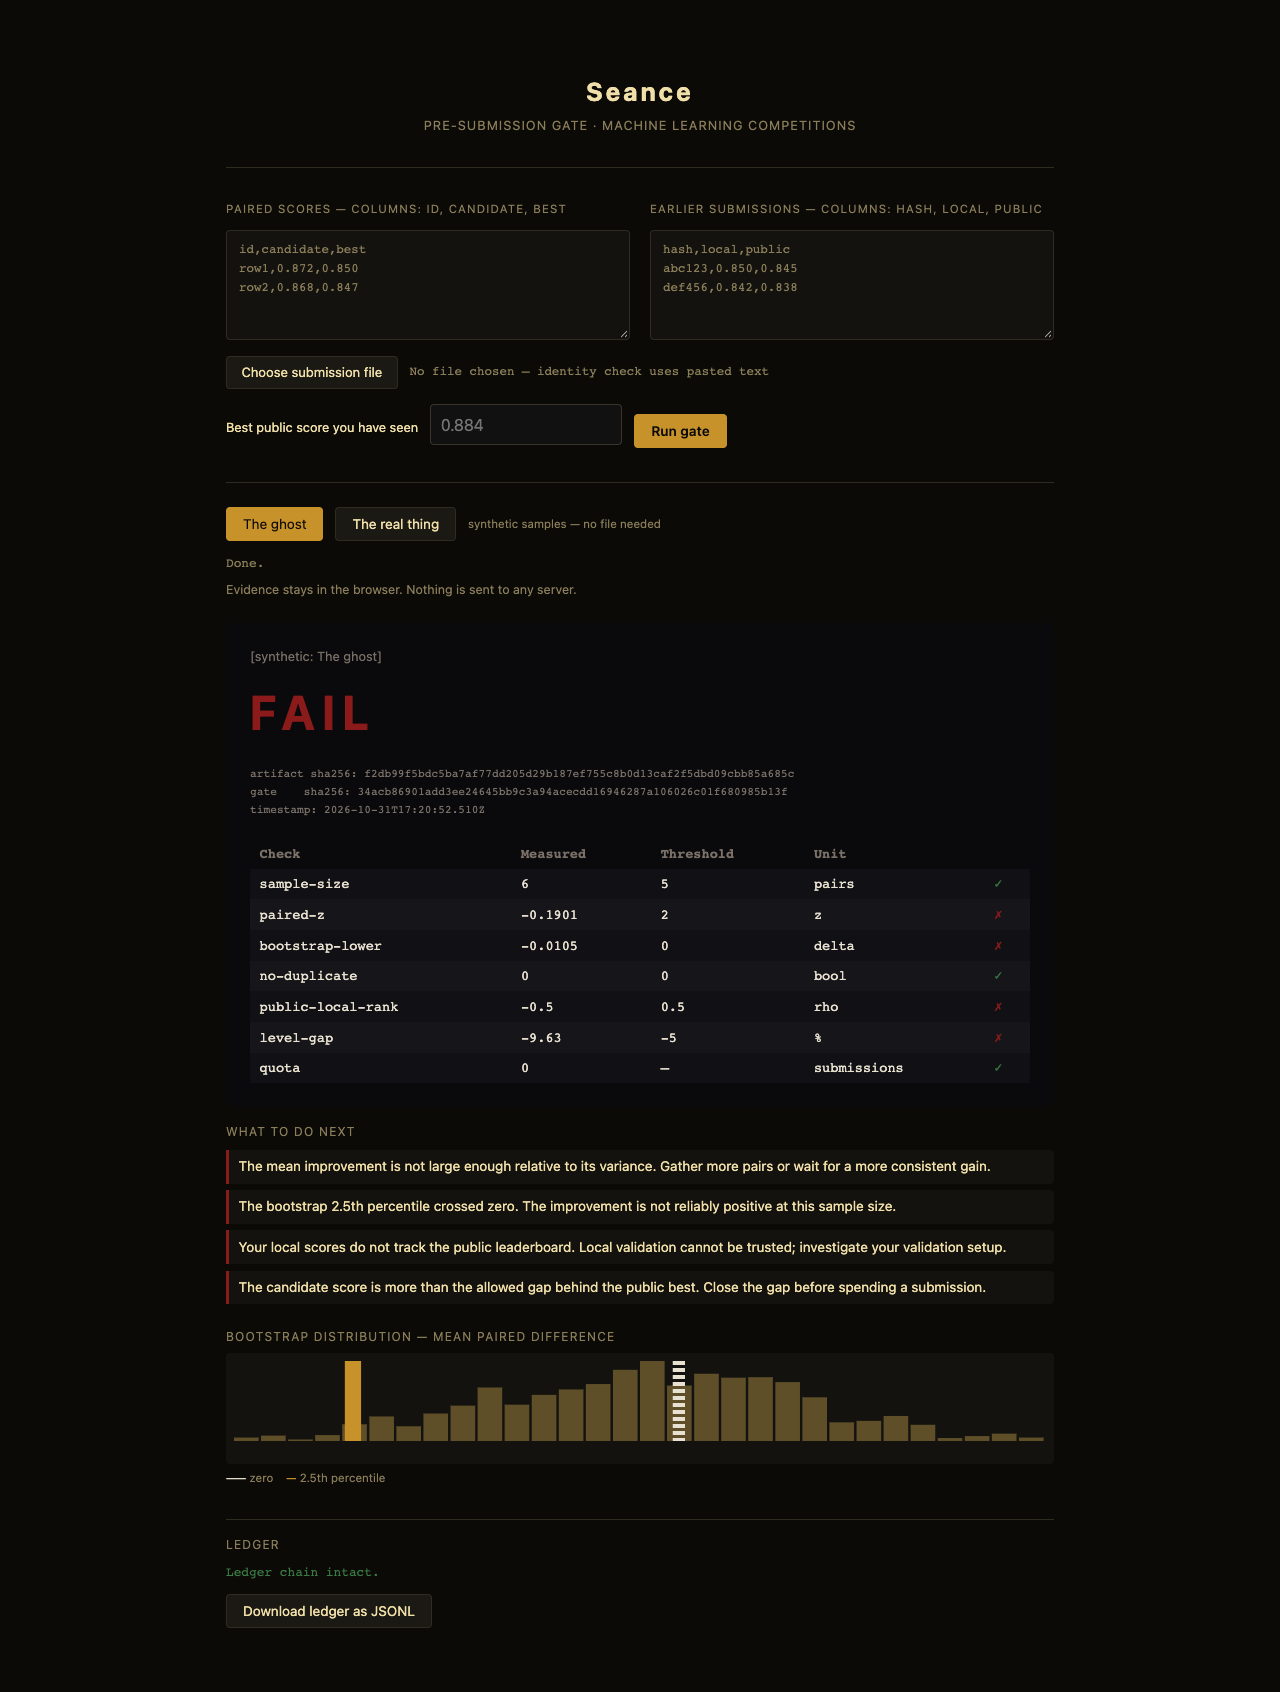 Seance
PRE-SUBMISSION GATE · MACHINE LEARNING COMPETITIONS
PAIRED SCORES — COLUMNS: ID, CANDIDATE, BEST
id,candidate,best
row1,0.872,0.850
row2,0.868,0.847
EARLIER SUBMISSIONS — COLUMNS: HASH, LOCAL, PUBLIC
hash,local,public
abc123,0.850,0.845
def456,0.842,0.838
Choose submission file No file chosen — identity check uses pasted text
Best public score you have seen 0.884 Run gate
The ghost The real thing synthetic samples — no file needed
Done.
Evidence stays in the browser. Nothing is sent to any server.
[synthetic: The ghost]
FAIL
artifact sha256: f2db99f5bdc5ba7af77dd205d29b187ef755c8b0d13caf2f5dbd09cbb85a685c
gate sha256: 34acb86901add3ee24645bb9c3a94acecdd16946287a106026c01f680985b13f
timestamp: 2026-10-31T17:20:52.510Z
Check Measured Threshold Unit
sample-size 6 5 pairs ✓
paired-z -0.1901 2 z ✗
bootstrap-lower -0.0105 0 delta ✗
no-duplicate 0 0 bool ✓
public-local-rank -0.5 0.5 rho ✗
level-gap -9.63 -5 % ✗
quota 0 — submissions ✓
WHAT TO DO NEXT
The mean improvement is not large enough relative to its variance. Gather more pairs or wait for a more consistent gain.
The bootstrap 2.5th percentile crossed zero. The improvement is not reliably positive at this sample size.
Your local scores do not track the public leaderboard. Local validation cannot be trusted; investigate your validation setup.
The candidate score is more than the allowed gap behind the public best. Close the gap before spending a submission.
BOOTSTRAP DISTRIBUTION — MEAN PAIRED DIFFERENCE
zero 2.5th percentile
LEDGER
Ledger chain intact.
Download ledger as JSONL